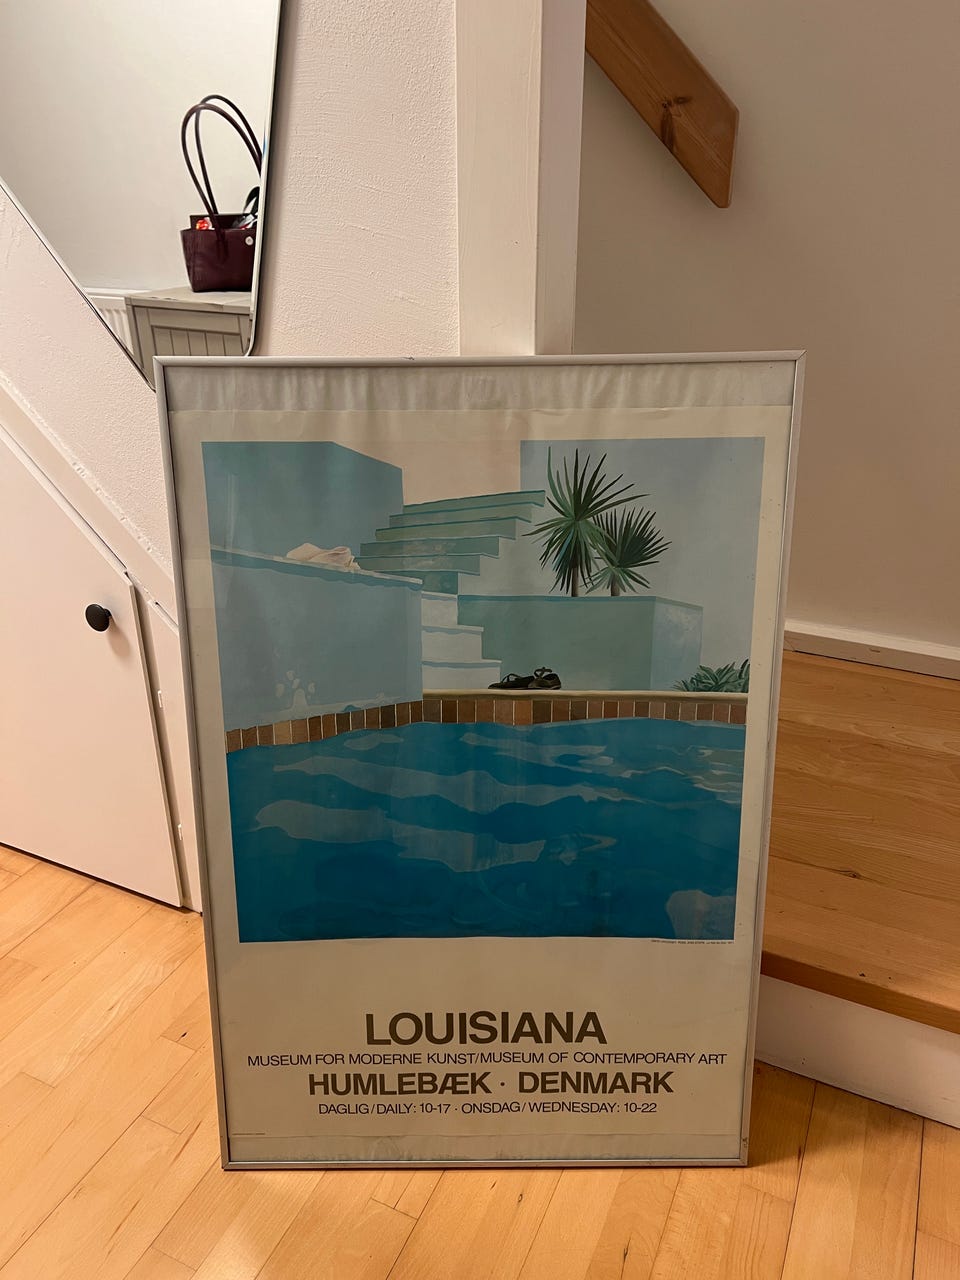 LOUISIANA
MUSEUM FOR MODERNE KUNST/MUSEUM OF CONTEMPORARY ART
HUMLEBÆK · DENMARK
DAGLIG/DAILY: 10-17 · ONSDAG/WEDNESDAY: 10-22